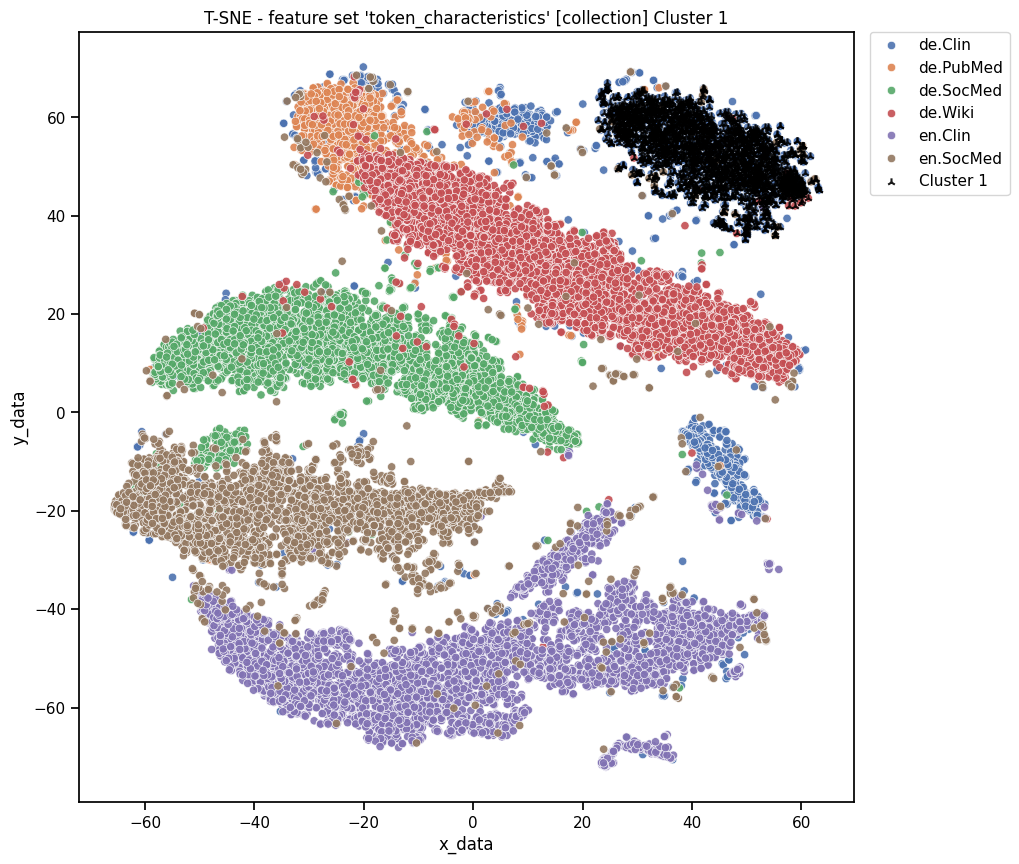 T-SNE - feature set 'token_characteristics' [collection] Cluster 1
de.Clin
de.PubMed
de.SocMed
de.Wiki
en.Clin
en.SocMed
Cluster 1
y_data
60
40
20
0
−20
−40
−60
−60
−40
−20
0
20
40
60
x_data